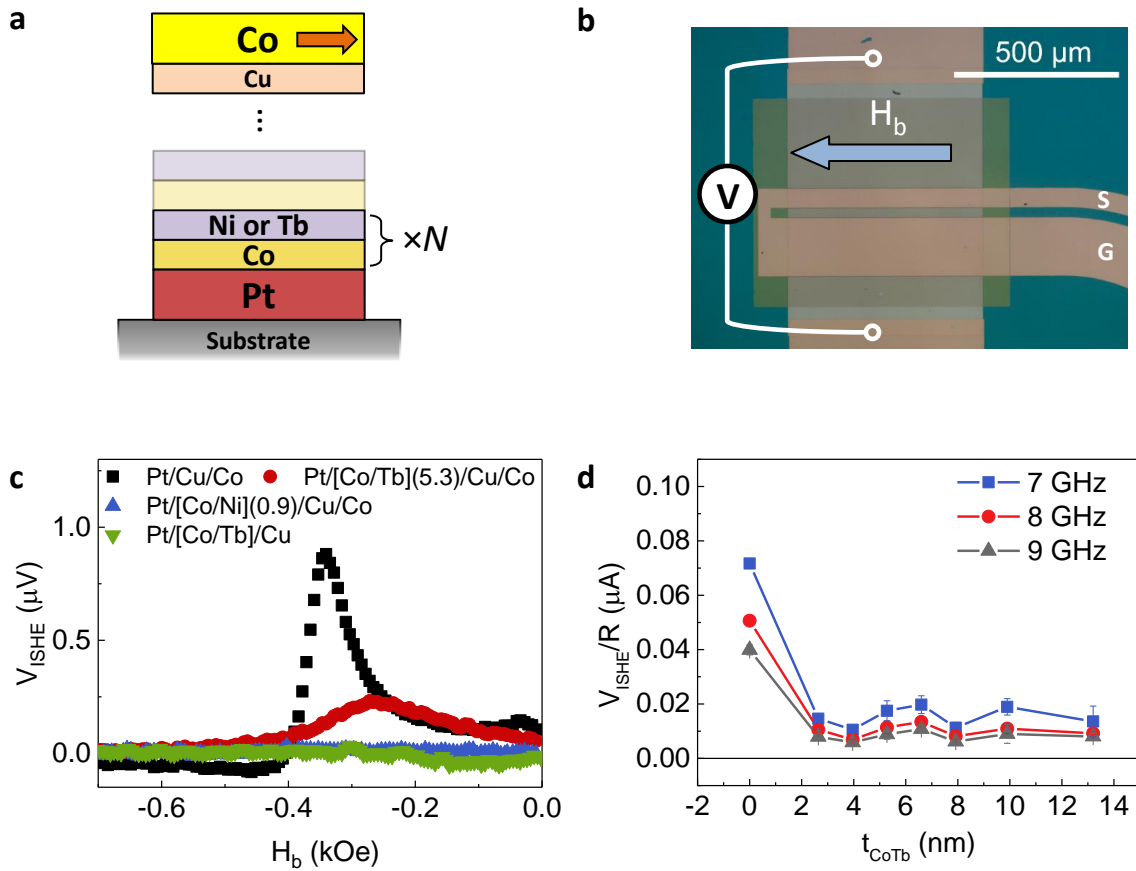 a
Co
Cu
⋮
Ni or Tb
Co
×N
Pt
Substrate
b
500 μm
H_b
V
S
G
c
Pt/Cu/Co
Pt/[Co/Tb](5.3)/Cu/Co
Pt/[Co/Ni](0.9)/Cu/Co
Pt/[Co/Tb]/Cu
1.0
0.5
0.0
V_ISHE (μV)
-0.6
-0.4
-0.2
0.0
H_b (kOe)
d
7 GHz
8 GHz
9 GHz
0.10
0.08
0.06
0.04
0.02
0.00
V_ISHE/R (μA)
-2
0
2
4
6
8
10
12
14
t_CoTb (nm)